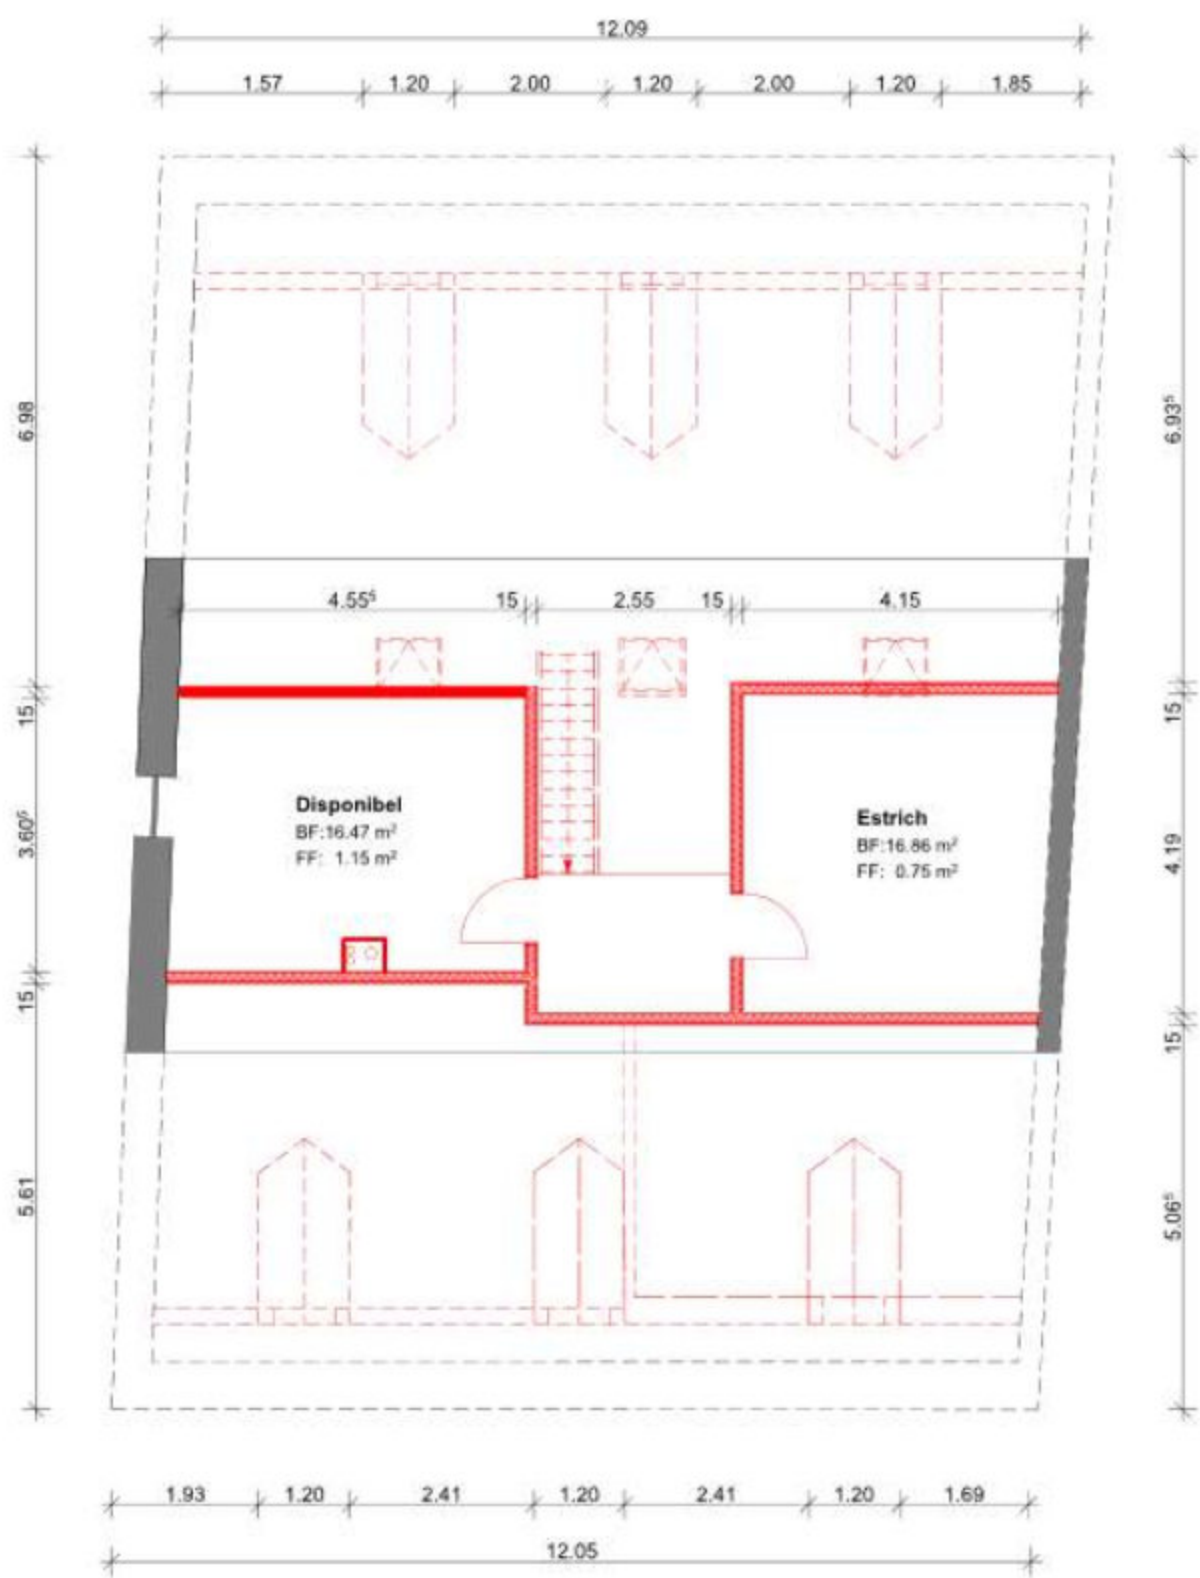 12.09
1.57 1.20 2.00 1.20 2.00 1.20 1.85
6.98
6.93⁵
4.55⁵ 15 2.55 15 4.15
15
15
Disponibel
BF:16.47 m²
FF: 1.15 m²
Estrich
BF:16.86 m²
FF: 0.75 m²
3.60⁵
4.19
15
15
5.61
5.06⁵
1.93 1.20 2.41 1.20 2.41 1.20 1.69
12.05